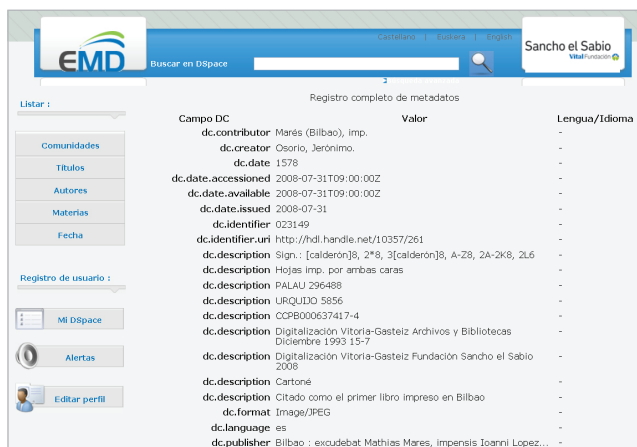 Castellano | Euskera | English
EMD
Buscar en DSpace
Sancho el Sabio
Vital Fundación
Listar :
Comunidades
Títulos
Autores
Materias
Fecha
Registro de usuario :
Mi DSpace
Alertas
Editar perfil
Registro completo de metadatos
Campo DC Valor Lengua/Idioma
dc.contributor Marés (Bilbao), imp. -
dc.creator Osorio, Jerónimo. -
dc.date 1578 -
dc.date.accessioned 2008-07-31T09:00:00Z -
dc.date.available 2008-07-31T09:00:00Z -
dc.date.issued 2008-07-31 -
dc.identifier 023149 -
dc.identifier.uri http://hdl.handle.net/10357/261 -
dc.description Sign.: [calderón]8, 2*8, 3[calderón]8, A-Z8, 2A-2K8, 2L6 -
dc.description Hojas imp. por ambas caras -
dc.description PALAU 296488 -
dc.description URQUIJO 5856 -
dc.description CCPB000637417-4 -
dc.description Digitalización Vitoria-Gasteiz Archivos y Bibliotecas -
Diciembre 1993 15-7
dc.description Digitalización Vitoria-Gasteiz Fundación Sancho el Sabio -
2008
dc.description Cartoné -
dc.description Citado como el primer libro impreso en Bilbao -
dc.format Image/JPEG -
dc.language es -
dc.publisher Bilbao : excudebat Mathias Mares, impensis Ioanni Lopez... -